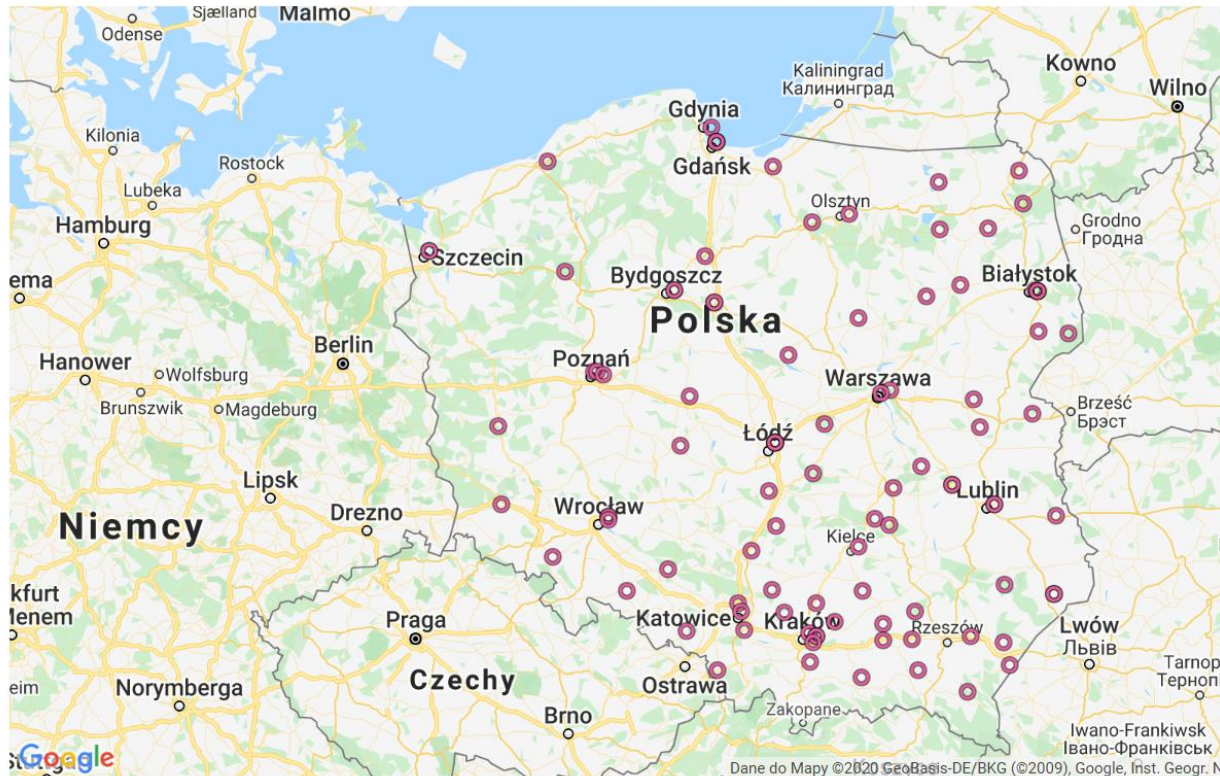 Sjælland
Malmo
Odense
Kowno
Kaliningrad
Калининград
Wilno
Gdynia
Kilonia
Rostock
Gdańsk
Lubeka
Olsztyn
Grodno
Гродна
Hamburg
Szczecin
Bydgoszcz
Białystok
ema
Polska
Berlin
Hanower
Wolfsburg
Poznań
Warszawa
Brunszwik
Magdeburg
Brześć
Брэст
Łódź
Lipsk
Lublin
Drezno
Wrocław
Niemcy
Kielce
kfurt
Menem
Praga
Katowice
Kraków
Rzeszów
Lwów
Львів
Tarnop
Терноп
eim
Czechy
Ostrawa
Norymberga
Zakopane
Brno
Iwano-Frankiwsk
Івано-Франківськ
Google
Dane do Mapy ©2020 GeoBasis-DE/BKG (©2009), Google, Inst. Geogr. N